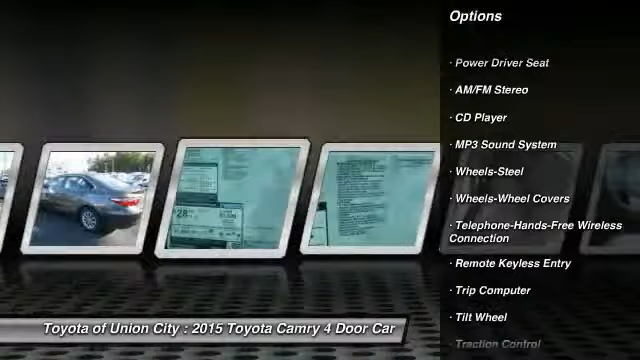 Options
· Power Driver Seat
· AM/FM Stereo
· CD Player
· MP3 Sound System
· Wheels-Steel
· Wheels-Wheel Covers
· Telephone-Hands-Free Wireless
Connection
· Remote Keyless Entry
· Trip Computer
· Tilt Wheel
· Traction Control
28
Toyota of Union City : 2015 Toyota Camry 4 Door Car